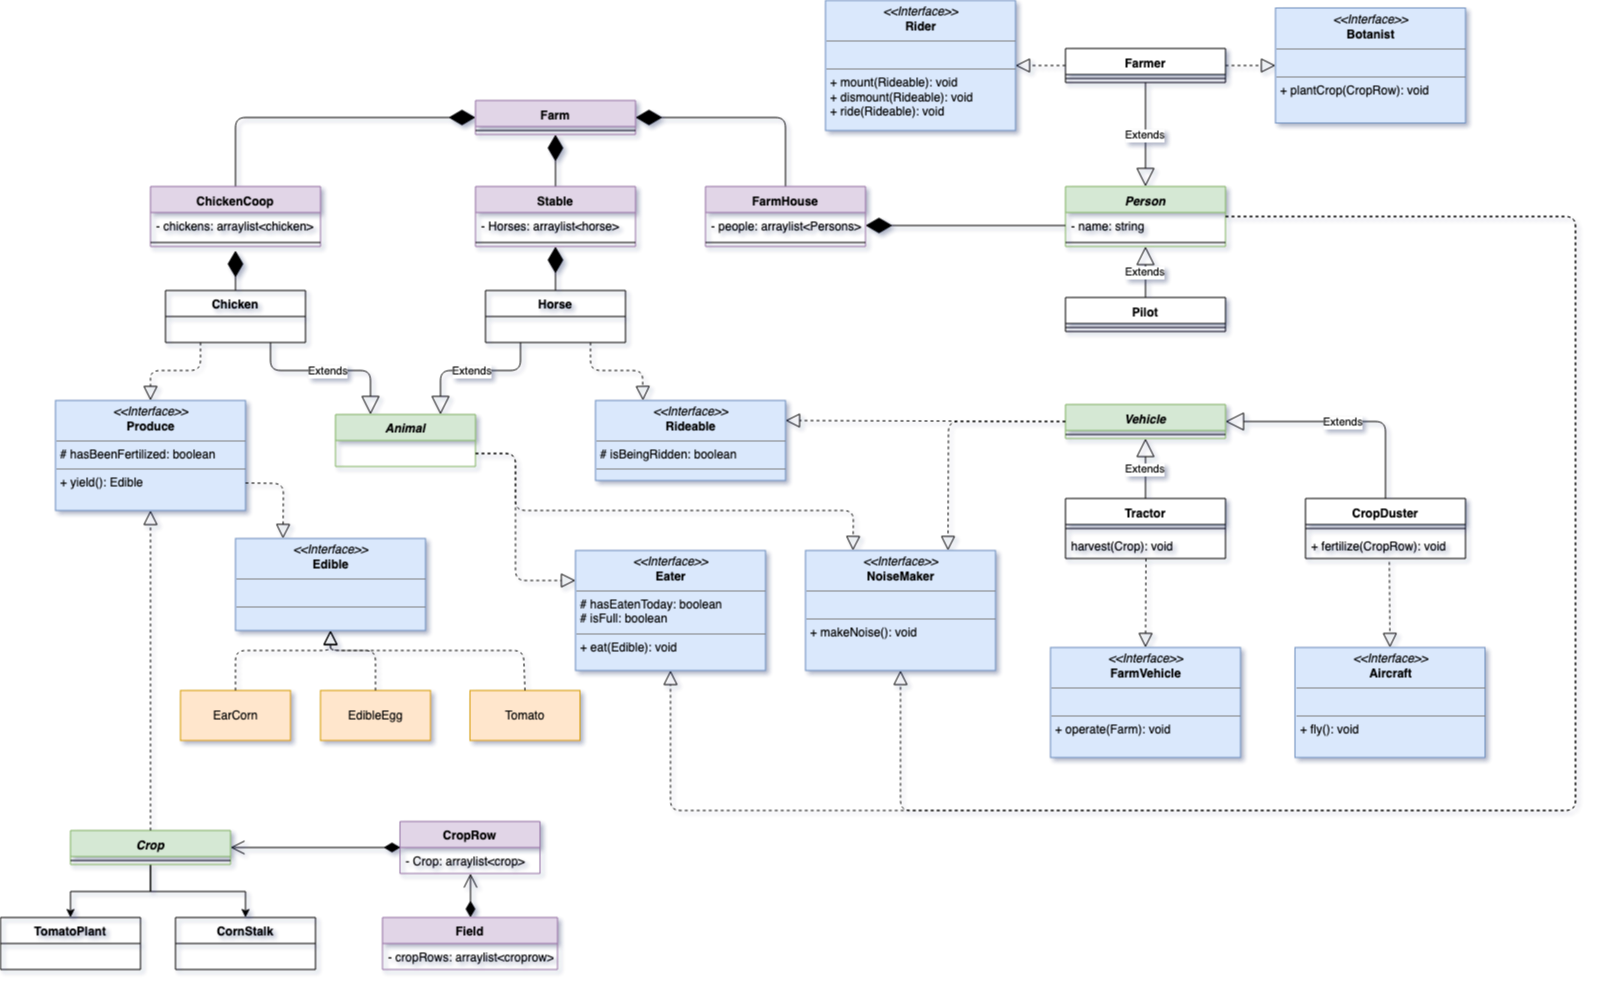 <<Interface>>
Rider
+ mount(Rideable): void
+ dismount(Rideable): void
+ ride(Rideable): void
Farmer
<<Interface>>
Botanist
+ plantCrop(CropRow): void
Extends
Farm
ChickenCoop
- chickens: arraylist<chicken>
Stable
- Horses: arraylist<horse>
FarmHouse
- people: arraylist<Persons>
Person
- name: string
Extends
Pilot
Chicken
Horse
Extends
Extends
<<Interface>>
Produce
# hasBeenFertilized: boolean
+ yield(): Edible
Animal
<<Interface>>
Rideable
# isBeingRidden: boolean
Vehicle
Extends
Extends
Tractor
harvest(Crop): void
CropDuster
+ fertilize(CropRow): void
<<Interface>>
Edible
<<Interface>>
Eater
# hasEatenToday: boolean
# isFull: boolean
+ eat(Edible): void
<<Interface>>
NoiseMaker
+ makeNoise(): void
<<Interface>>
FarmVehicle
+ operate(Farm): void
<<Interface>>
Aircraft
+ fly(): void
EarCorn
EdibleEgg
Tomato
Crop
CropRow
- Crop: arraylist<crop>
TomatoPlant
CornStalk
Field
- cropRows: arraylist<croprow>